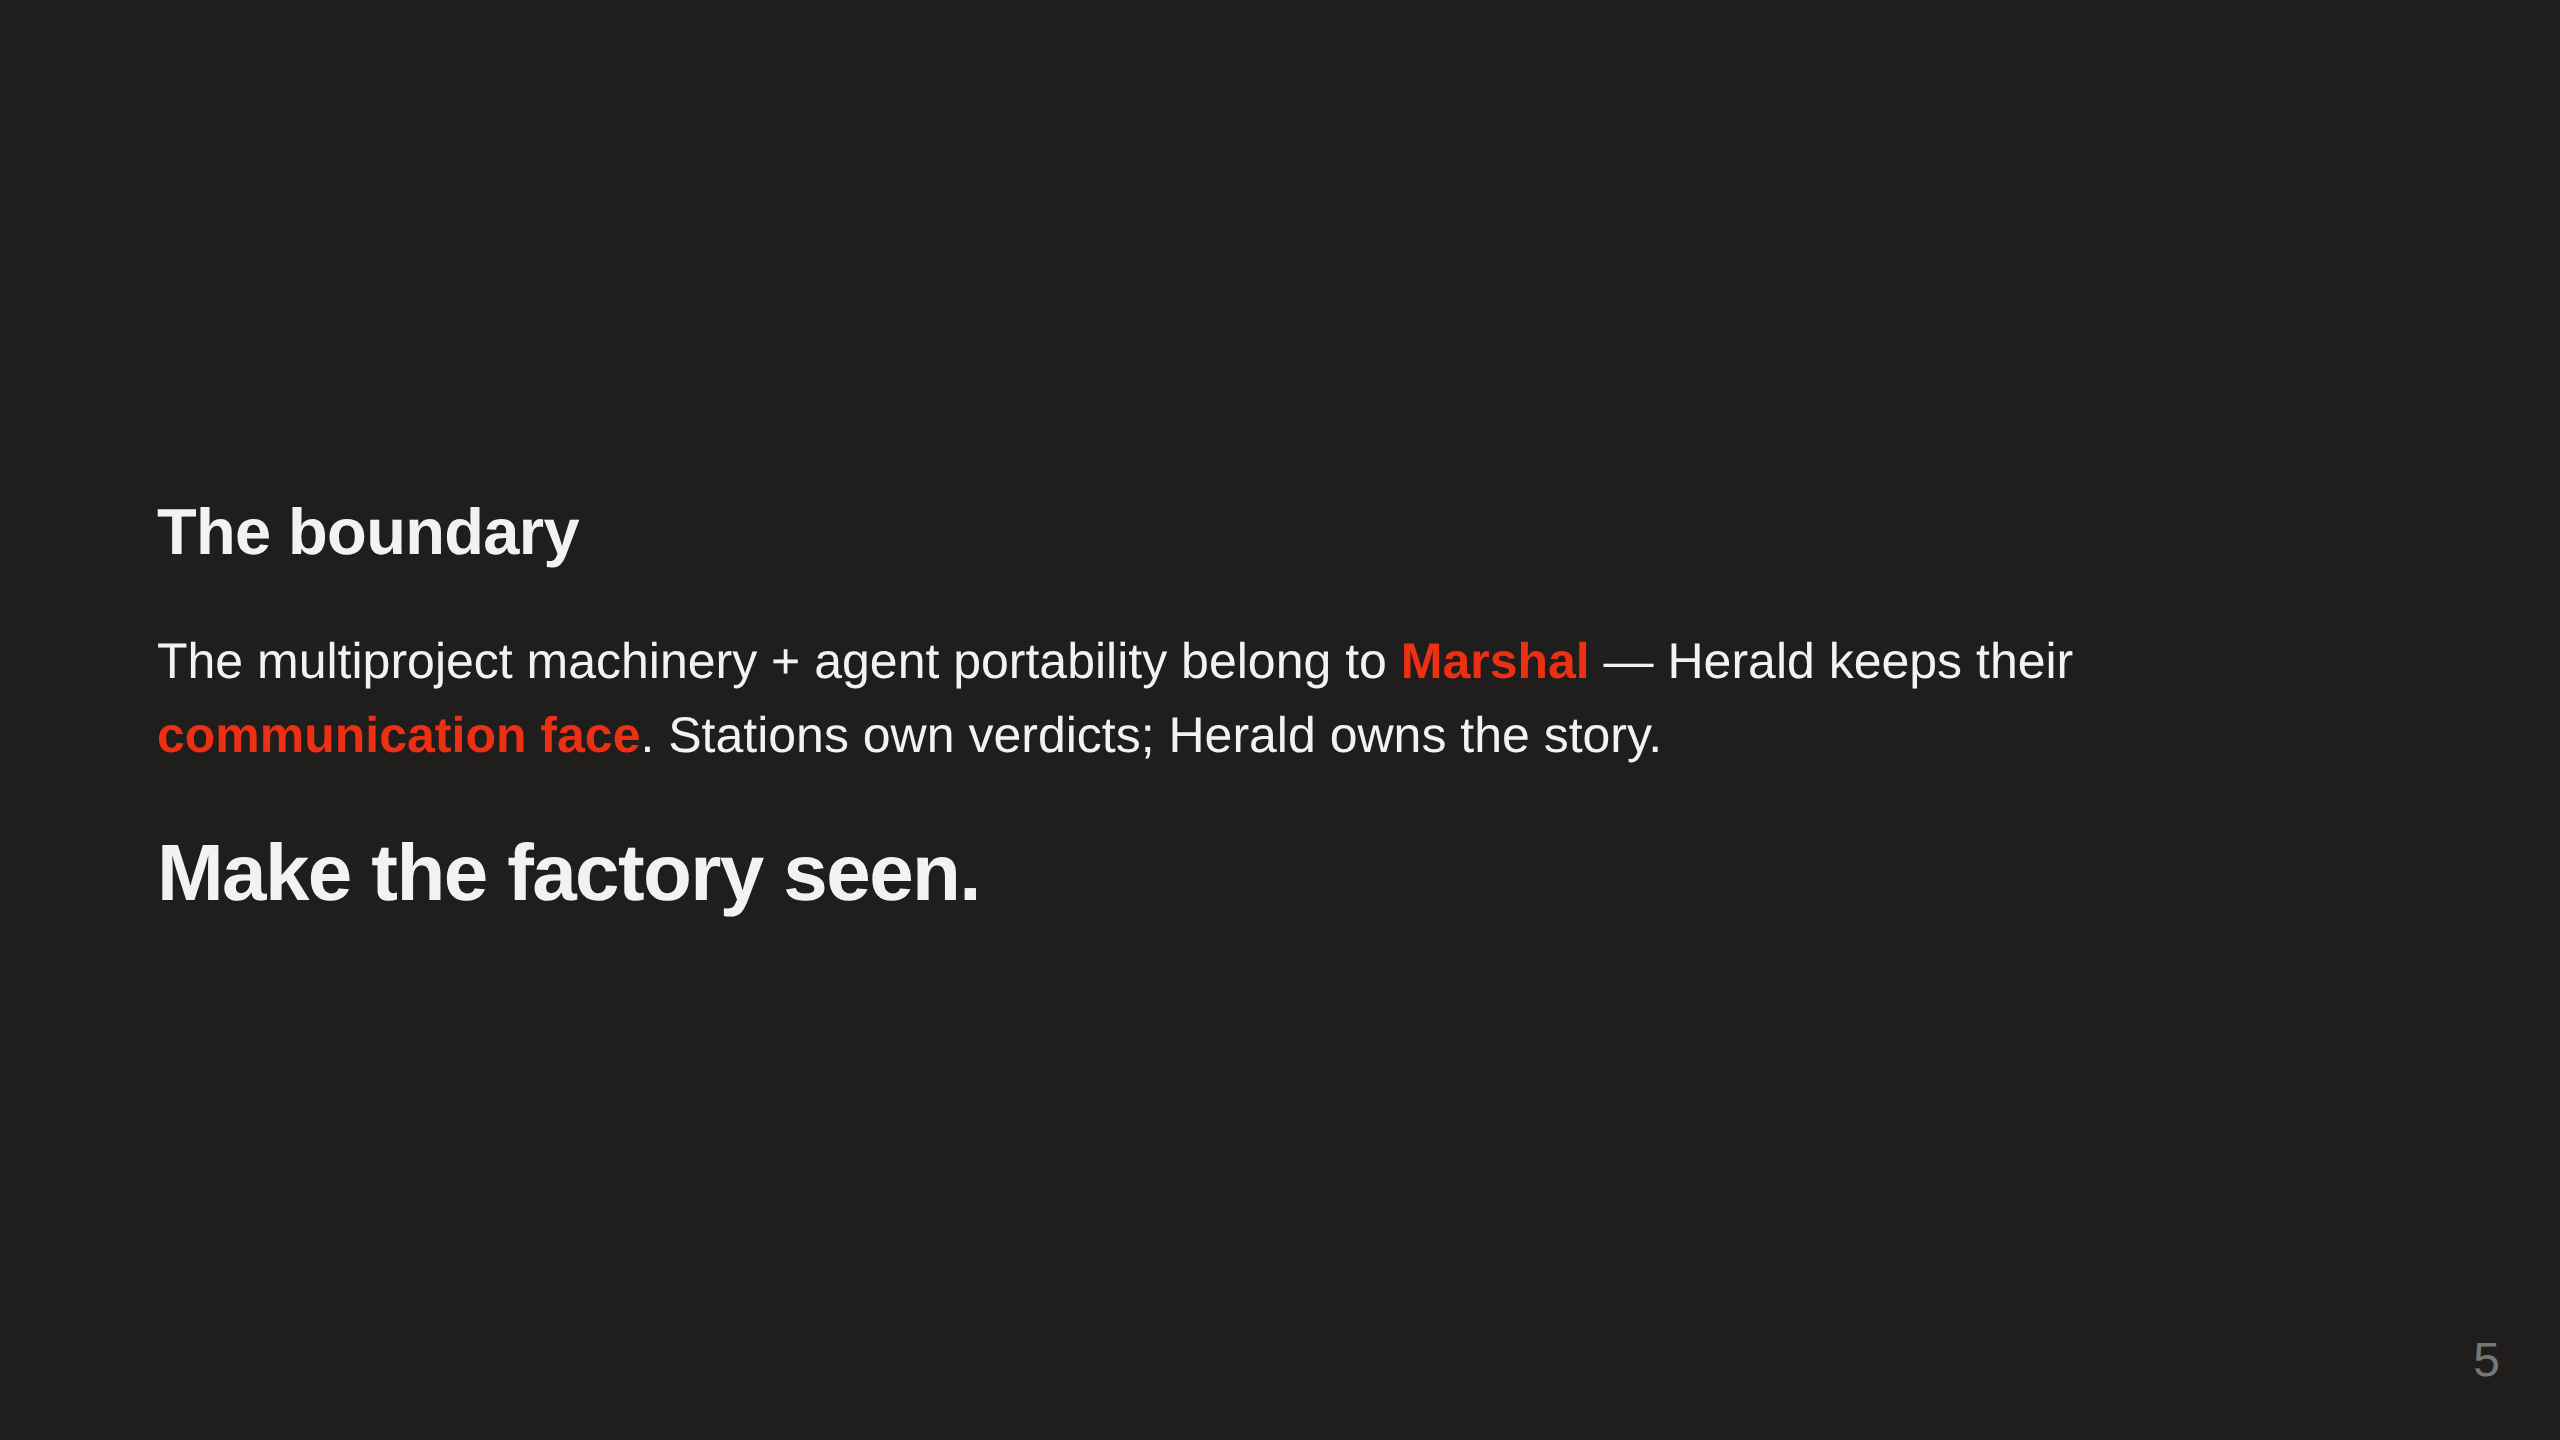 The boundary
The multiproject machinery + agent portability belong to Marshal — Herald keeps their
communication face. Stations own verdicts; Herald owns the story.
Make the factory seen.
5